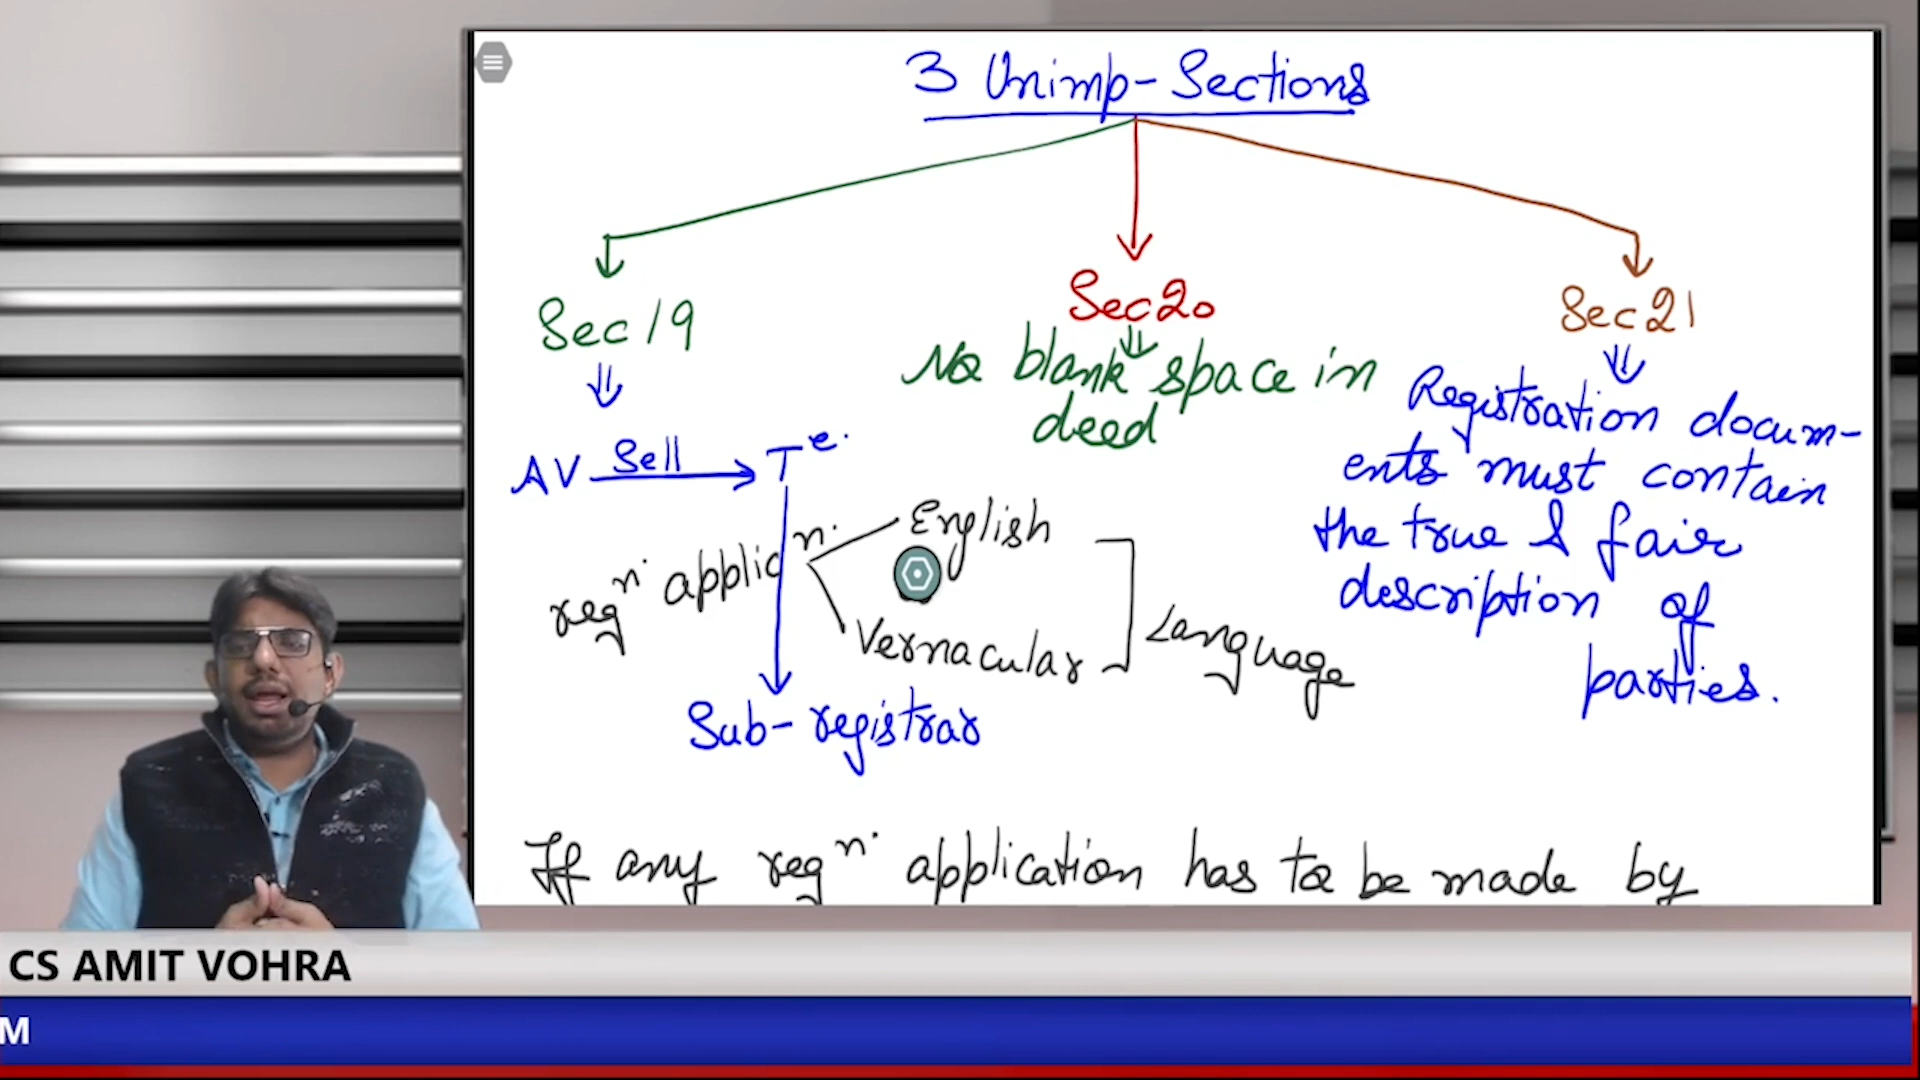 3 Unimp-Sections
Sec 19
Sec 20
Sec 21
AV Sell Te.
regn. applicn.
English
Vernacular
Language
Sub-registrar
No blank space in
deed
Registration docum-
ents must contain
the true & fair
description of
parties.
If any regn. application has to be made by
CS AMIT VOHRA
M